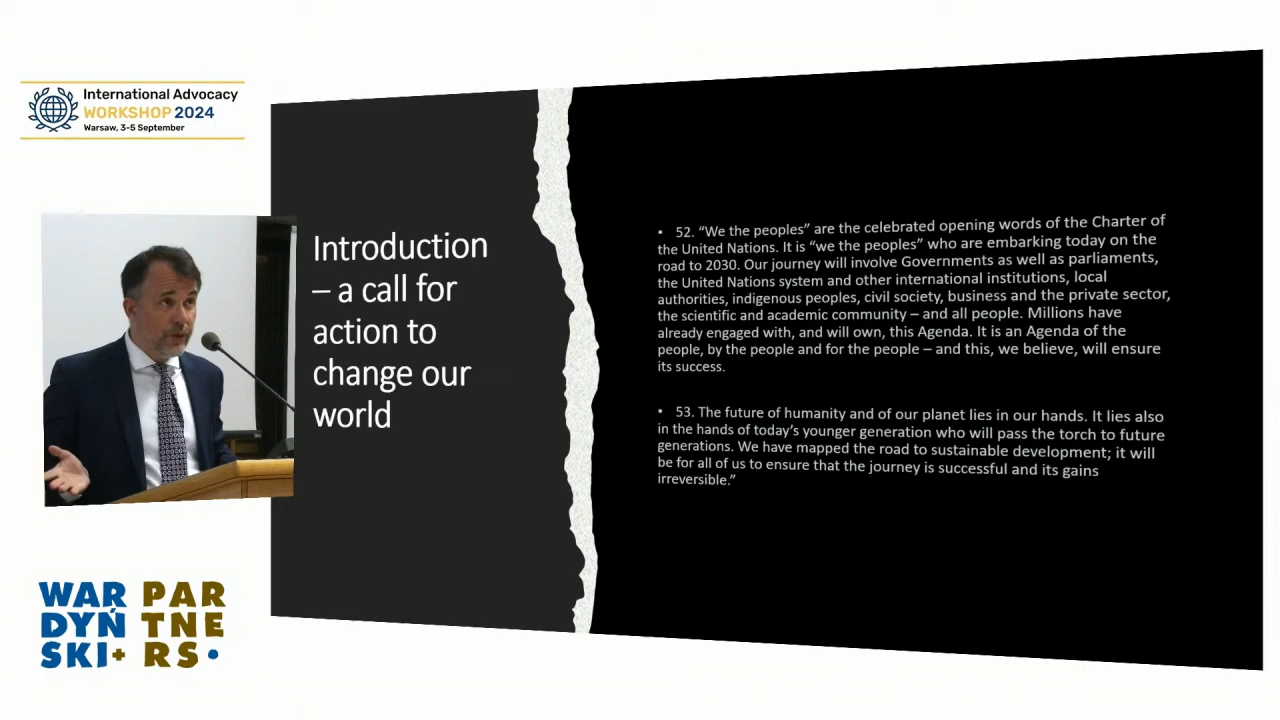 International Advocacy
WORKSHOP 2024
Warsaw, 3-5 September
Introduction
– a call for
action to
change our
world
• 52. “We the peoples” are the celebrated opening words of the Charter of
the United Nations. It is “we the peoples” who are embarking today on the
road to 2030. Our journey will involve Governments as well as parliaments,
the United Nations system and other international institutions, local
authorities, indigenous peoples, civil society, business and the private sector,
the scientific and academic community – and all people. Millions have
already engaged with, and will own, this Agenda. It is an Agenda of the
people, by the people and for the people – and this, we believe, will ensure
its success.
• 53. The future of humanity and of our planet lies in our hands. It lies also
in the hands of today’s younger generation who will pass the torch to future
generations. We have mapped the road to sustainable development; it will
be for all of us to ensure that the journey is successful and its gains
irreversible.”
WAR PAR
DYŃ TNE
SKI+ RS•